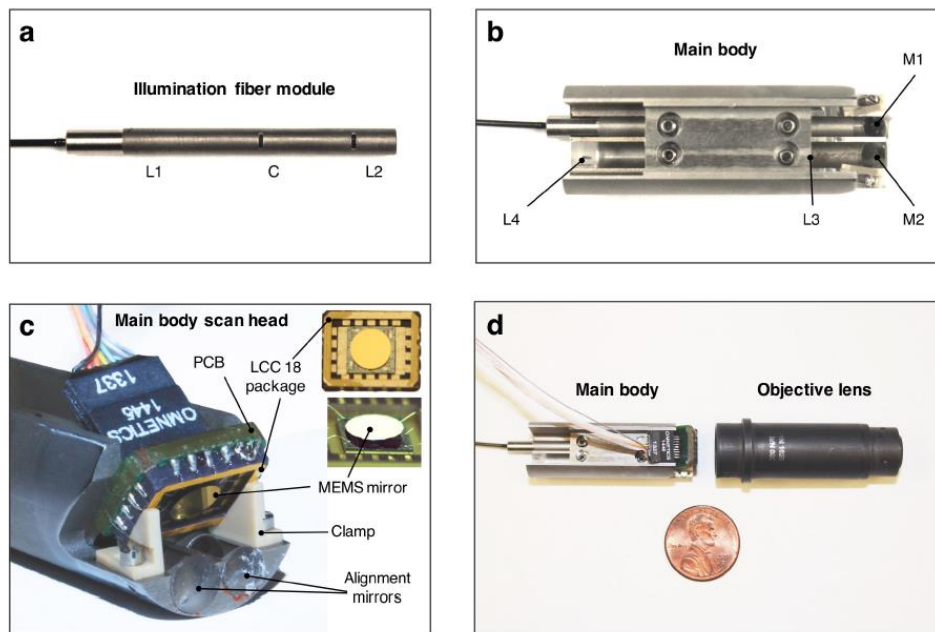 a
Illumination fiber module
L1
C
L2
b
Main body
M1
L4
L3
M2
c
Main body scan head
PCB
LCC 18
package
1337
OMNETICS
1445
MEMS mirror
Clamp
Alignment
mirrors
d
Main body
Objective lens